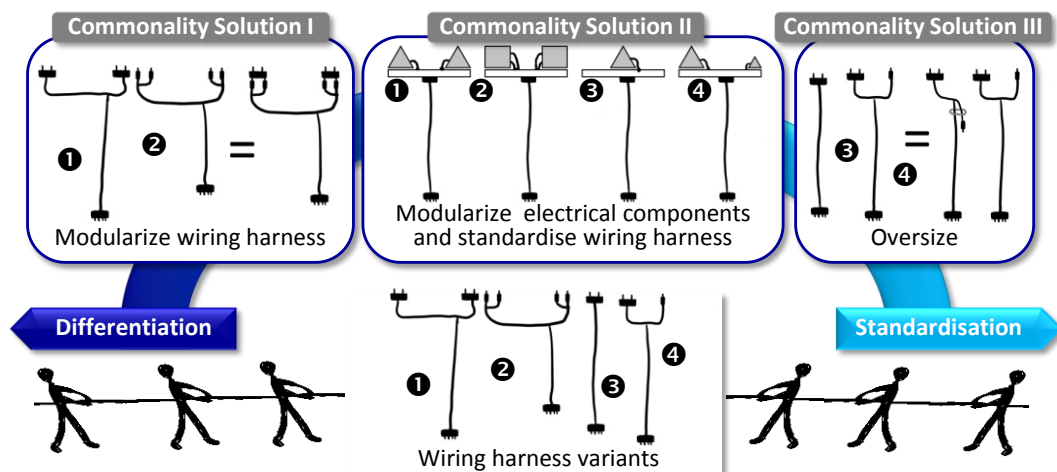 Commonality Solution I
❶
❷
=
Modularize wiring harness
Commonality Solution II
❶
❷
❸
❹
Modularize electrical components
and standardise wiring harness
Commonality Solution III
❸
❹
=
Oversize
Differentiation
Standardisation
❶
❷
❸
❹
Wiring harness variants